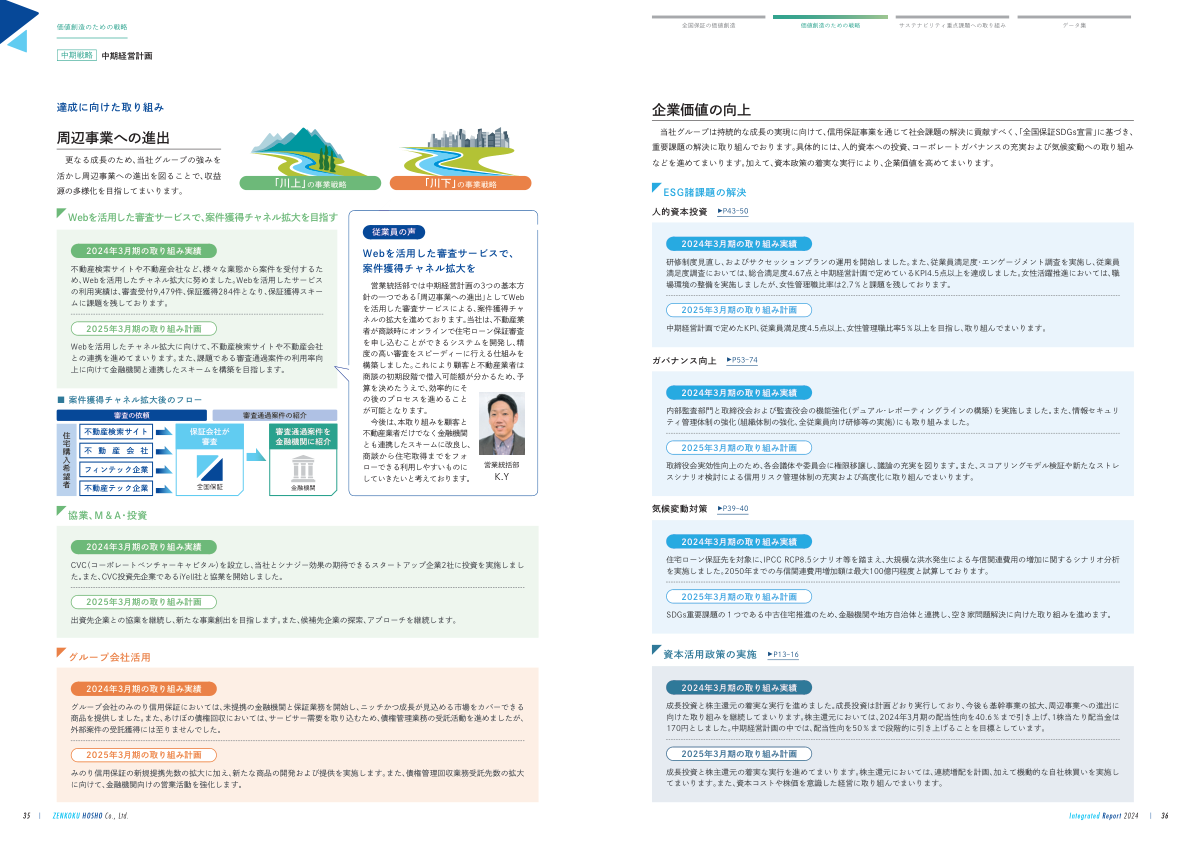 価値創造のための戦略
中期戦略 中期経営計画
達成に向けた取り組み
周辺事業への進出
更なる成長のため、当社グループの強みを
活かし周辺事業への進出を図ることで、収益
源の多様化を目指してまいります。
「川上」の事業戦略
「川下」の事業戦略
Webを活用した審査サービスで、案件獲得チャネル拡大を目指す
2024年3月期の取り組み実績
不動産検索サイトや不動産会社など、様々な業態から案件を受付するた
め、Webを活用したチャネル拡大に努めました。Webを活用したサービス
の利用実績は、審査受付9,479件、保証獲得284件となり、保証獲得スキー
ムに課題を残しております。
2025年3月期の取り組み計画
Webを活用したチャネル拡大に向けて、不動産検索サイトや不動産会社
との連携を進めてまいります。また、課題である審査通過案件の利用率向
上に向けて金融機関と連携したスキームを構築を目指します。
■ 案件獲得チャネル拡大後のフロー
審査の依頼
審査通過案件の紹介
住宅購入希望者
不動産検索サイト
不動産会社
フィンテック企業
不動産テック企業
保証会社が
審査
全国保証
審査通過案件を
金融機関に紹介
金融機関
従業員の声
Webを活用した審査サービスで、
案件獲得チャネル拡大を
営業統括部では中期経営計画の3つの基本方
針の一つである「周辺事業への進出」としてWeb
を活用した審査サービスによる、案件獲得チャ
ネルの拡大を進めております。当社は、不動産業
者が商談時にオンラインで住宅ローン保証審査
を申し込むことができるシステムを開発し、精
度の高い審査をスピーディーに行える仕組みを
構築しました。これにより顧客と不動産業者は
商談の初期段階で借入可能額が分かるため、予
算を決めたうえで、効率的にそ
の後のプロセスを進めること
が可能となります。
今後は、本取り組みを顧客と
不動産業者だけでなく金融機関
とも連携したスキームに改良し、
商談から住宅取得までをフォ
ローできる利用しやすいものに
していきたいと考えております。
営業統括部
K.Y
協業、M＆A・投資
2024年3月期の取り組み実績
CVC(コーポレートベンチャーキャピタル)を設立し、当社とシナジー効果の期待できるスタートアップ企業2社に投資を実施しまし
た。また、CVC投資先企業であるiYell社と協業を開始しました。
2025年3月期の取り組み計画
出資先企業との協業を継続し、新たな事業創出を目指します。また、候補先企業の探索、アプローチを継続します。
グループ会社活用
2024年3月期の取り組み実績
グループ会社のみのり信用保証においては、未提携の金融機関と保証業務を開始し、ニッチかつ成長が見込める市場をカバーできる
商品を提供しました。また、あけぼの債権回収においては、サービサー需要を取り込むため、債権管理業務の受託活動を進めましたが、
外部案件の受託獲得には至りませんでした。
2025年3月期の取り組み計画
みのり信用保証の新規提携先数の拡大に加え、新たな商品の開発および提供を実施します。また、債権管理回収業務受託先数の拡大
に向けて、金融機関向けの営業活動を強化します。
35 | ZENKOKU HOSHO Co., Ltd.
全国保証の価値創造
価値創造のための戦略
サステナビリティ重点課題への取り組み
データ集
企業価値の向上
当社グループは持続的な成長の実現に向けて、信用保証事業を通じて社会課題の解決に貢献すべく、「全国保証SDGs宣言」に基づき、
重要課題の解決に取り組んでおります。具体的には、人的資本への投資、コーポレートガバナンスの充実および気候変動への取り組み
などを進めてまいります。加えて、資本政策の着実な実行により、企業価値を高めてまいります。
ESG諸課題の解決
人的資本投資 ▶P43-50
2024年3月期の取り組み実績
研修制度見直し、およびサクセッションプランの運用を開始しました。また、従業員満足度・エンゲージメント調査を実施し、従業員
満足度調査においては、総合満足度4.67点と中期経営計画で定めているKPI4.5点以上を達成しました。女性活躍推進においては、職
場環境の整備を実施しましたが、女性管理職比率は2.7％と課題を残しております。
2025年3月期の取り組み計画
中期経営計画で定めたKPI、従業員満足度4.5点以上、女性管理職比率5％以上を目指し、取り組んでまいります。
ガバナンス向上 ▶P53-74
2024年3月期の取り組み実績
内部監査部門と取締役会および監査役会の機能強化(デュアル・レポーティングラインの構築)を実施しました。また、情報セキュリ
ティ管理体制の強化(組織体制の強化、全従業員向け研修等の実施)にも取り組みました。
2025年3月期の取り組み計画
取締役会実効性向上のため、各会議体や委員会に権限移譲し、議論の充実を図ります。また、スコアリングモデル検証や新たなストレ
スシナリオ検討による信用リスク管理体制の充実および高度化に取り組んでまいります。
気候変動対策 ▶P39-40
2024年3月期の取り組み実績
住宅ローン保証先を対象に、IPCC RCP8.5シナリオ等を踏まえ、大規模な洪水発生による与信関連費用の増加に関するシナリオ分析
を実施しました。2050年までの与信関連費用増加額は最大100億円程度と試算しております。
2025年3月期の取り組み計画
SDGs重要課題の１つである中古住宅推進のため、金融機関や地方自治体と連携し、空き家問題解決に向けた取り組みを進めます。
資本活用政策の実施 ▶P13-16
2024年3月期の取り組み実績
成長投資と株主還元の着実な実行を進めました。成長投資は計画どおり実行しており、今後も基幹事業の拡大、周辺事業への進出に
向けた取り組みを継続してまいります。株主還元においては、2024年3月期の配当性向を40.6％まで引き上げ、1株当たり配当金は
170円としました。中期経営計画の中では、配当性向を50％まで段階的に引き上げることを目標としています。
2025年3月期の取り組み計画
成長投資と株主還元の着実な実行を進めてまいります。株主還元においては、連続増配を計画、加えて機動的な自社株買いを実施し
てまいります。また、資本コストや株価を意識した経営に取り組んでまいります。
Integrated Report 2024 | 36